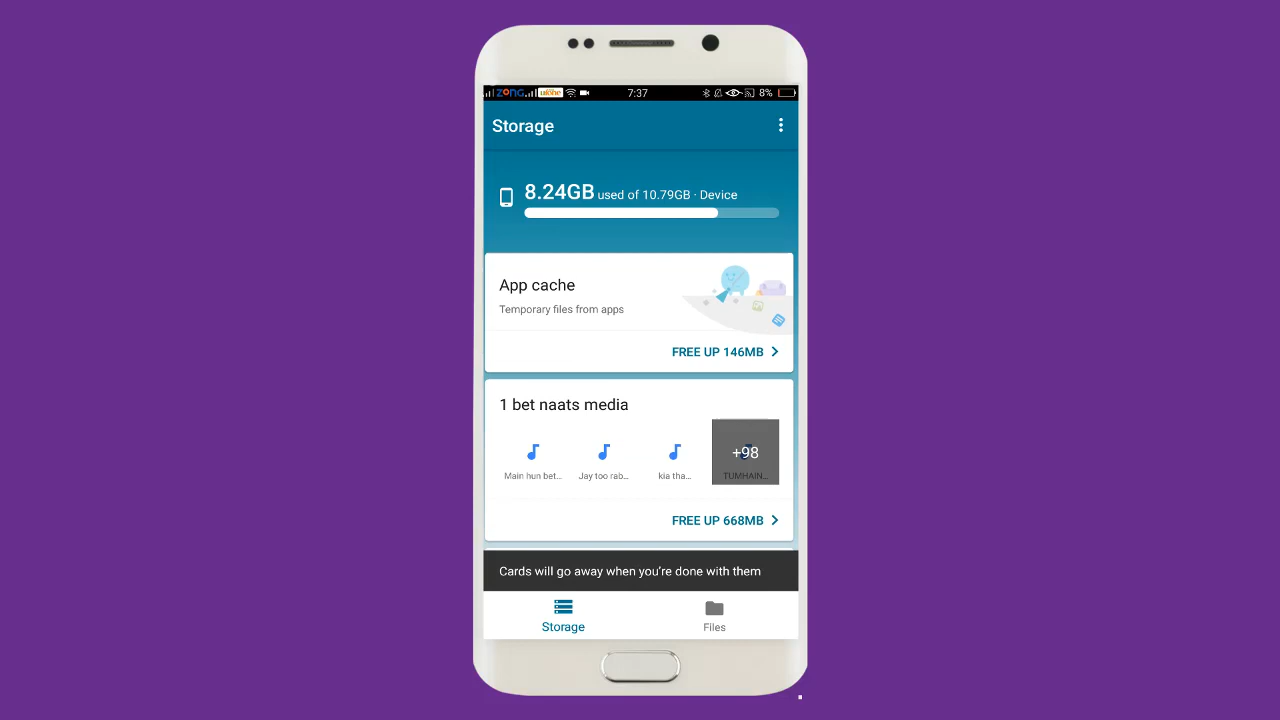 ZONG ufone 7:37 8%
Storage
8.24GB used of 10.79GB · Device
App cache
Temporary files from apps
FREE UP 146MB
1 bet naats media
+98
Main hun bet... Jay too rab... kia tha... TUMHAIN...
FREE UP 668MB
Cards will go away when you're done with them
Storage Files